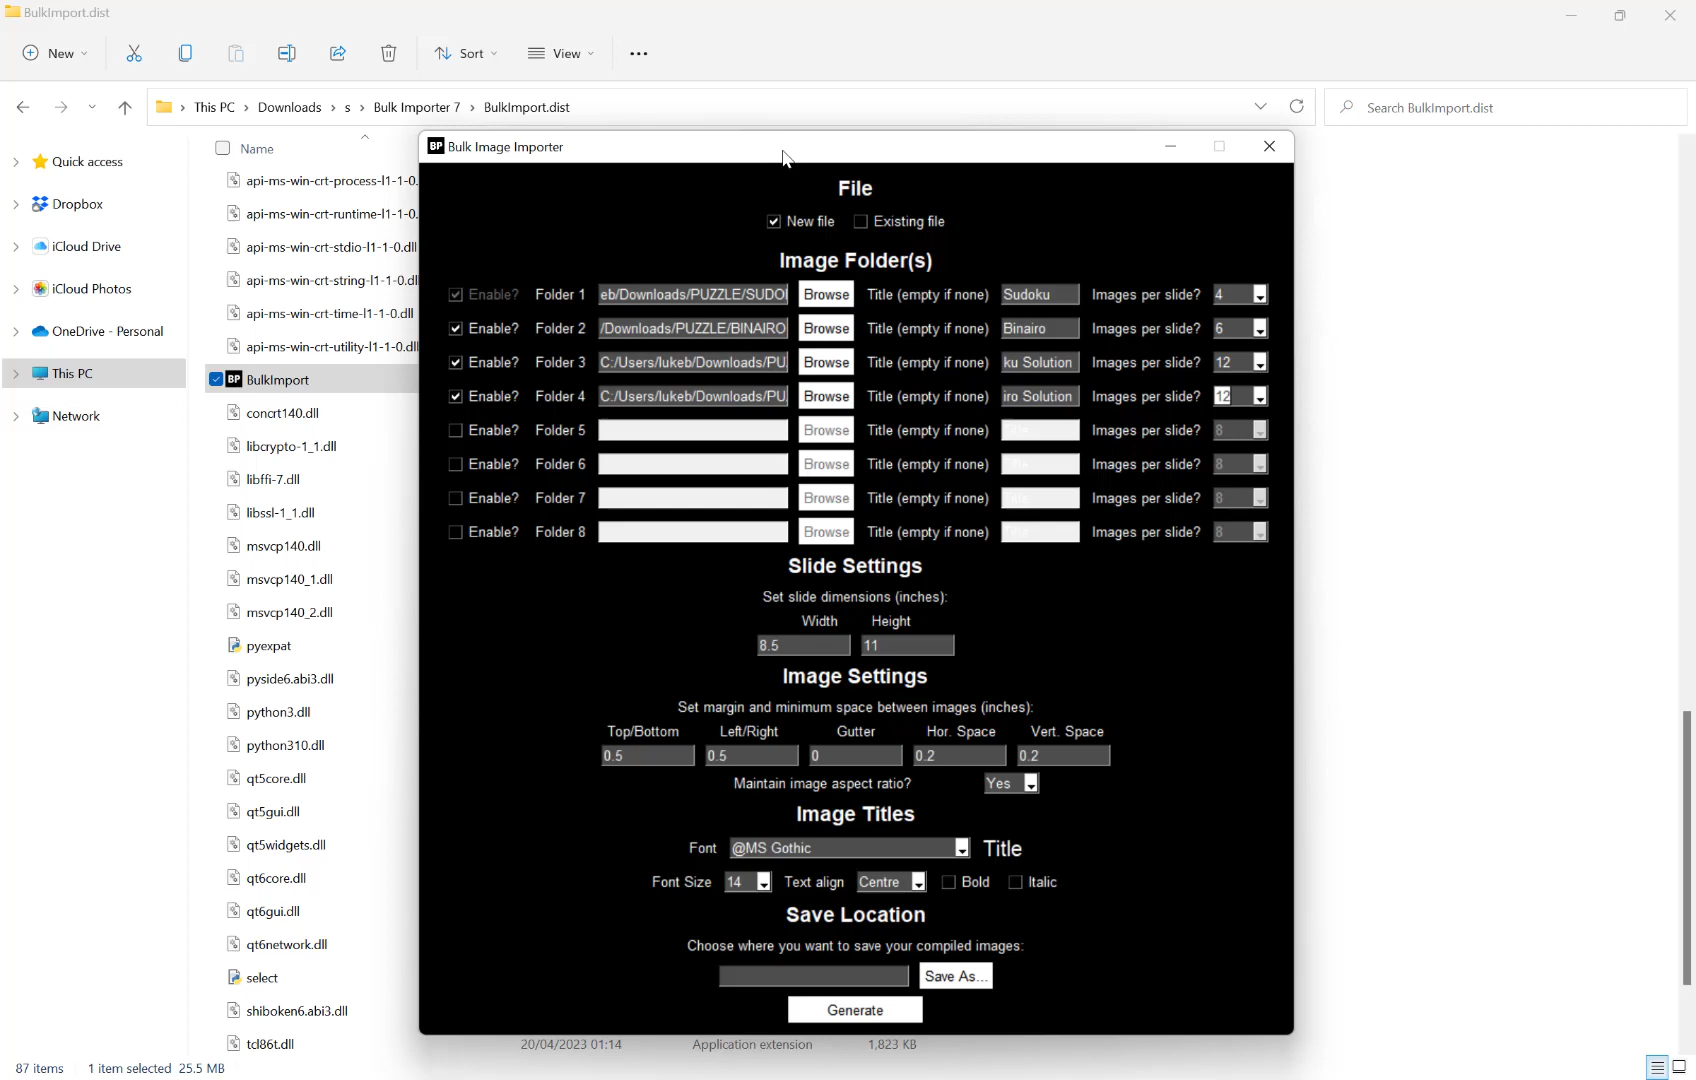 BulkImport.dist
New
Sort
View
This PC > Downloads > s > Bulk Importer 7 > BulkImport.dist
Search BulkImport.dist
Quick access
Dropbox
iCloud Drive
iCloud Photos
OneDrive - Personal
This PC
Network
Name
api-ms-win-crt-process-l1-1-0.
api-ms-win-crt-runtime-l1-1-0.
api-ms-win-crt-stdio-l1-1-0.dll
api-ms-win-crt-string-l1-1-0.dll
api-ms-win-crt-time-l1-1-0.dll
api-ms-win-crt-utility-l1-1-0.dll
BP BulkImport
concrt140.dll
libcrypto-1_1.dll
libffi-7.dll
libssl-1_1.dll
msvcp140.dll
msvcp140_1.dll
msvcp140_2.dll
pyexpat
pyside6.abi3.dll
python3.dll
python310.dll
qt5core.dll
qt5gui.dll
qt5widgets.dll
qt6core.dll
qt6gui.dll
qt6network.dll
select
shiboken6.abi3.dll
tcl86t.dll
20/04/2023 01:14 Application extension 1,823 KB
BP Bulk Image Importer
File
New file Existing file
Image Folder(s)
Enable? Folder 1 eb/Downloads/PUZZLE/SUDOI Browse Title (empty if none) Sudoku Images per slide? 4
Enable? Folder 2 /Downloads/PUZZLE/BINAIRO Browse Title (empty if none) Binairo Images per slide? 6
Enable? Folder 3 C:/Users/lukeb/Downloads/PU. Browse Title (empty if none) ku Solution Images per slide? 12
Enable? Folder 4 C:/Users/lukeb/Downloads/PU. Browse Title (empty if none) iro Solution Images per slide? 12
Enable? Folder 5 Browse Title (empty if none) Images per slide? 8
Enable? Folder 6 Browse Title (empty if none) Images per slide? 8
Enable? Folder 7 Browse Title (empty if none) Images per slide? 8
Enable? Folder 8 Browse Title (empty if none) Images per slide? 8
Slide Settings
Set slide dimensions (inches):
Width Height
8.5 11
Image Settings
Set margin and minimum space between images (inches):
Top/Bottom Left/Right Gutter Hor. Space Vert. Space
0.5 0.5 0 0.2 0.2
Maintain image aspect ratio? Yes
Image Titles
Font @MS Gothic Title
Font Size 14 Text align Centre Bold Italic
Save Location
Choose where you want to save your compiled images:
Save As...
Generate
87 items 1 item selected 25.5 MB